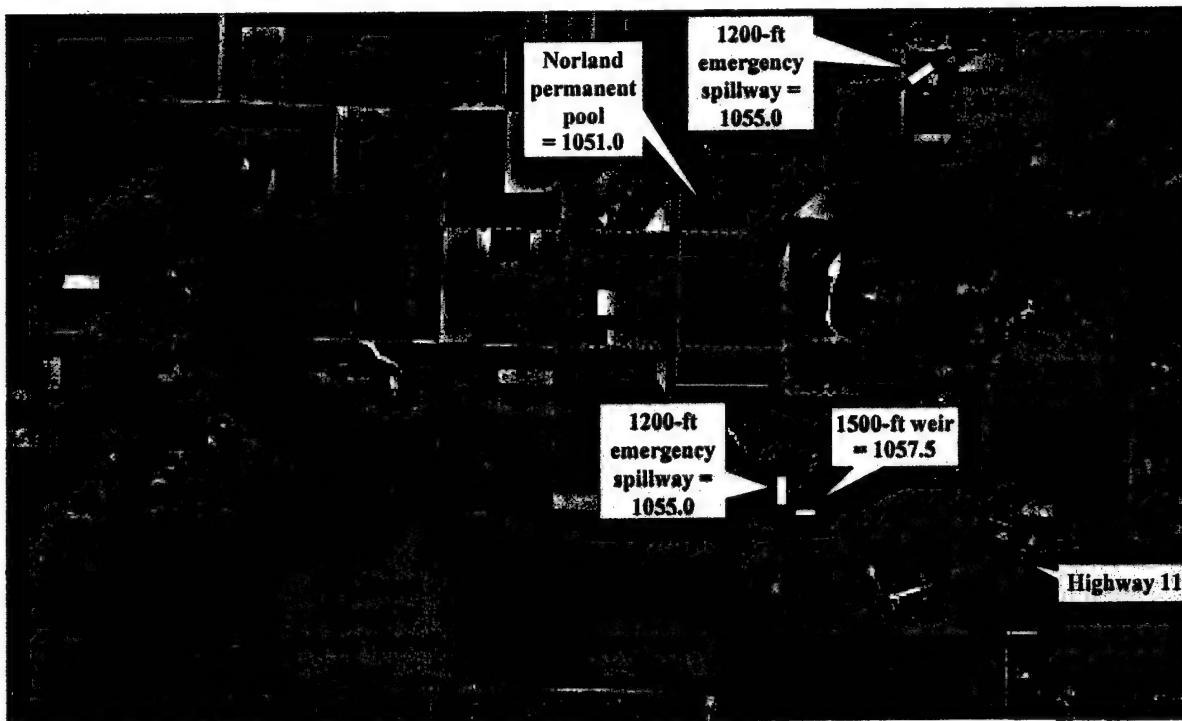 1200-ft
emergency
spillway =
1055.0
Norland
permanent
pool
= 1051.0
1200-ft
emergency
spillway =
1055.0
1500-ft weir
= 1057.5
Highway 11